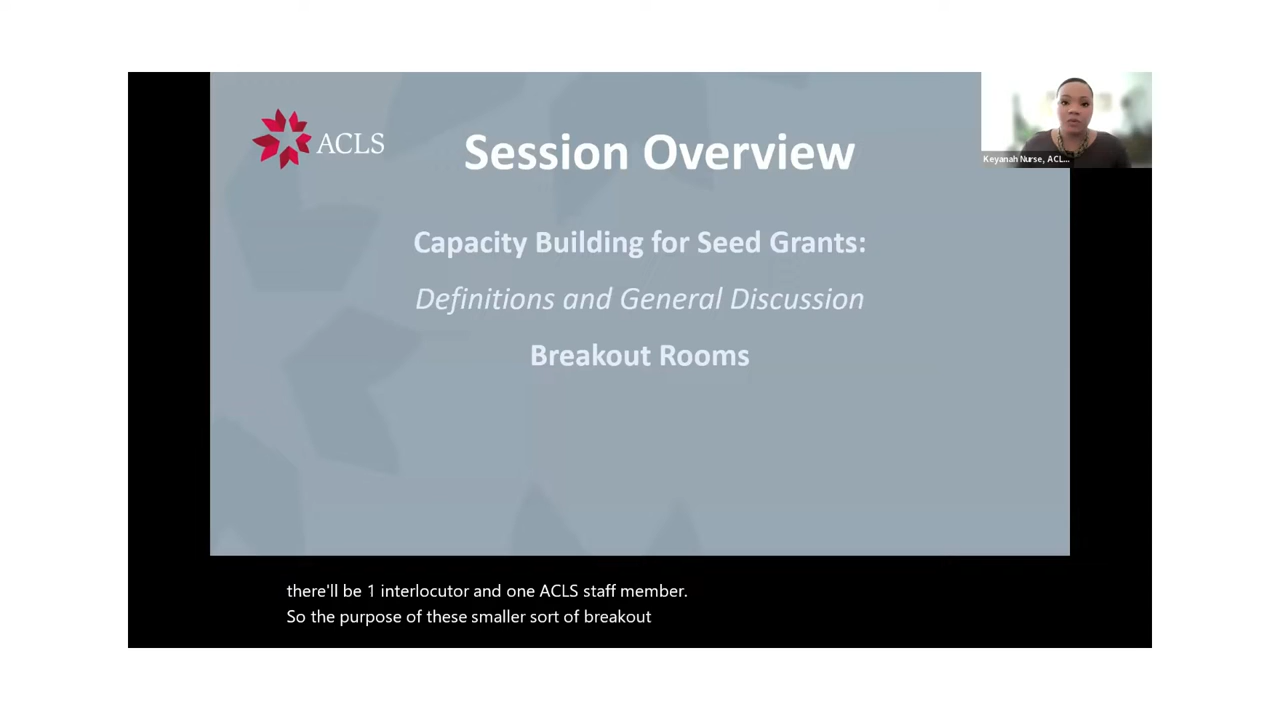 ACLS
Session Overview
Keyanah Nurse, ACL...
Capacity Building for Seed Grants:
Definitions and General Discussion
Breakout Rooms
there'll be 1 interlocutor and one ACLS staff member.
So the purpose of these smaller sort of breakout